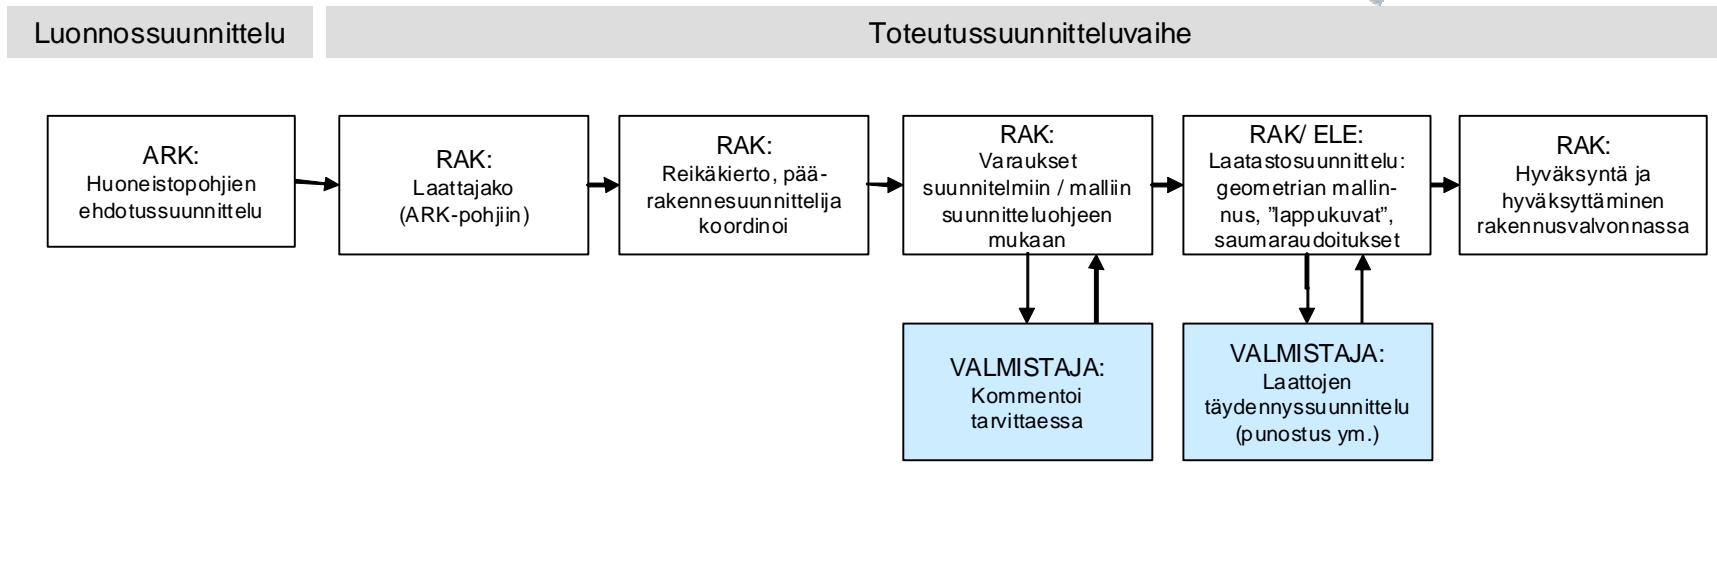 Luonnossuunnittelu
Toteutussuunnitteluvaihe
ARK:
Huoneistopohjien
ehdotussuunnittelu
RAK:
Laattajako
(ARK-pohjiin)
RAK:
Reikäkierto, pää-
rakennesuunnittelija
koordinoi
RAK:
Varaukset
suunnitelmiin / malliin
suunnitteluohjeen
mukaan
RAK/ ELE:
Laatastosuunnittelu:
geometrian mallin-
nus, ”lappukuvat”,
saumaraudoitukset
RAK:
Hyväksyntä ja
hyväksyttäminen
rakennusvalvonnassa
VALMISTAJA:
Kommentoi
tarvittaessa
VALMISTAJA:
Laattojen
täydennyssuunnittelu
(punostus ym.)